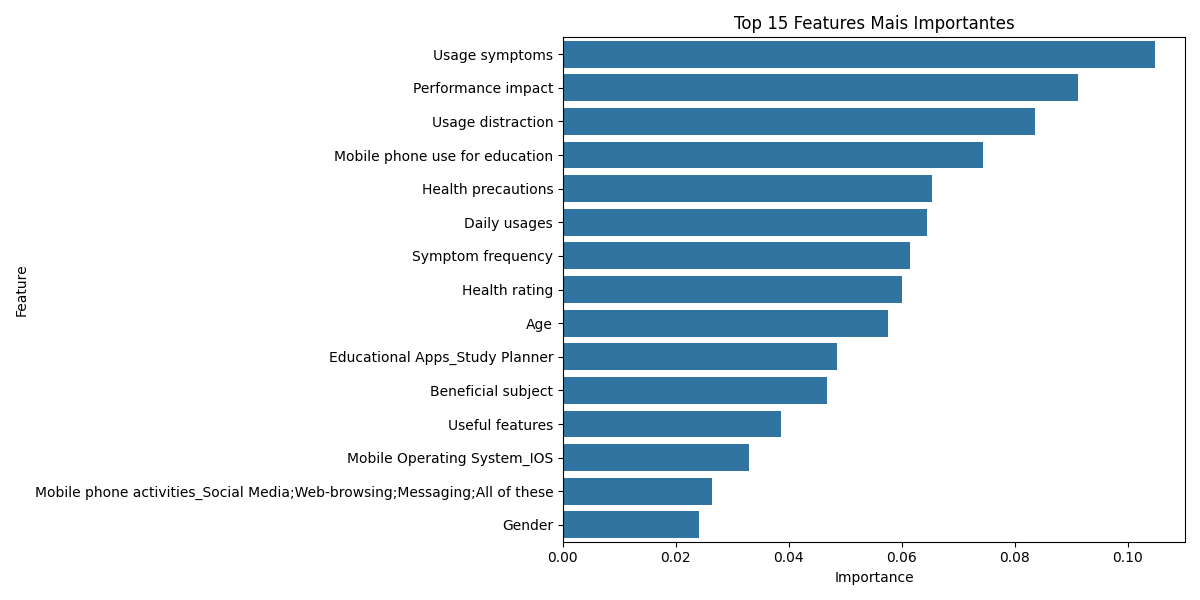 Top 15 Features Mais Importantes
Feature
Usage symptoms
Performance impact
Usage distraction
Mobile phone use for education
Health precautions
Daily usages
Symptom frequency
Health rating
Age
Educational Apps_Study Planner
Beneficial subject
Useful features
Mobile Operating System_IOS
Mobile phone activities_Social Media;Web-browsing;Messaging;All of these
Gender
0.00 0.02 0.04 0.06 0.08 0.10
Importance